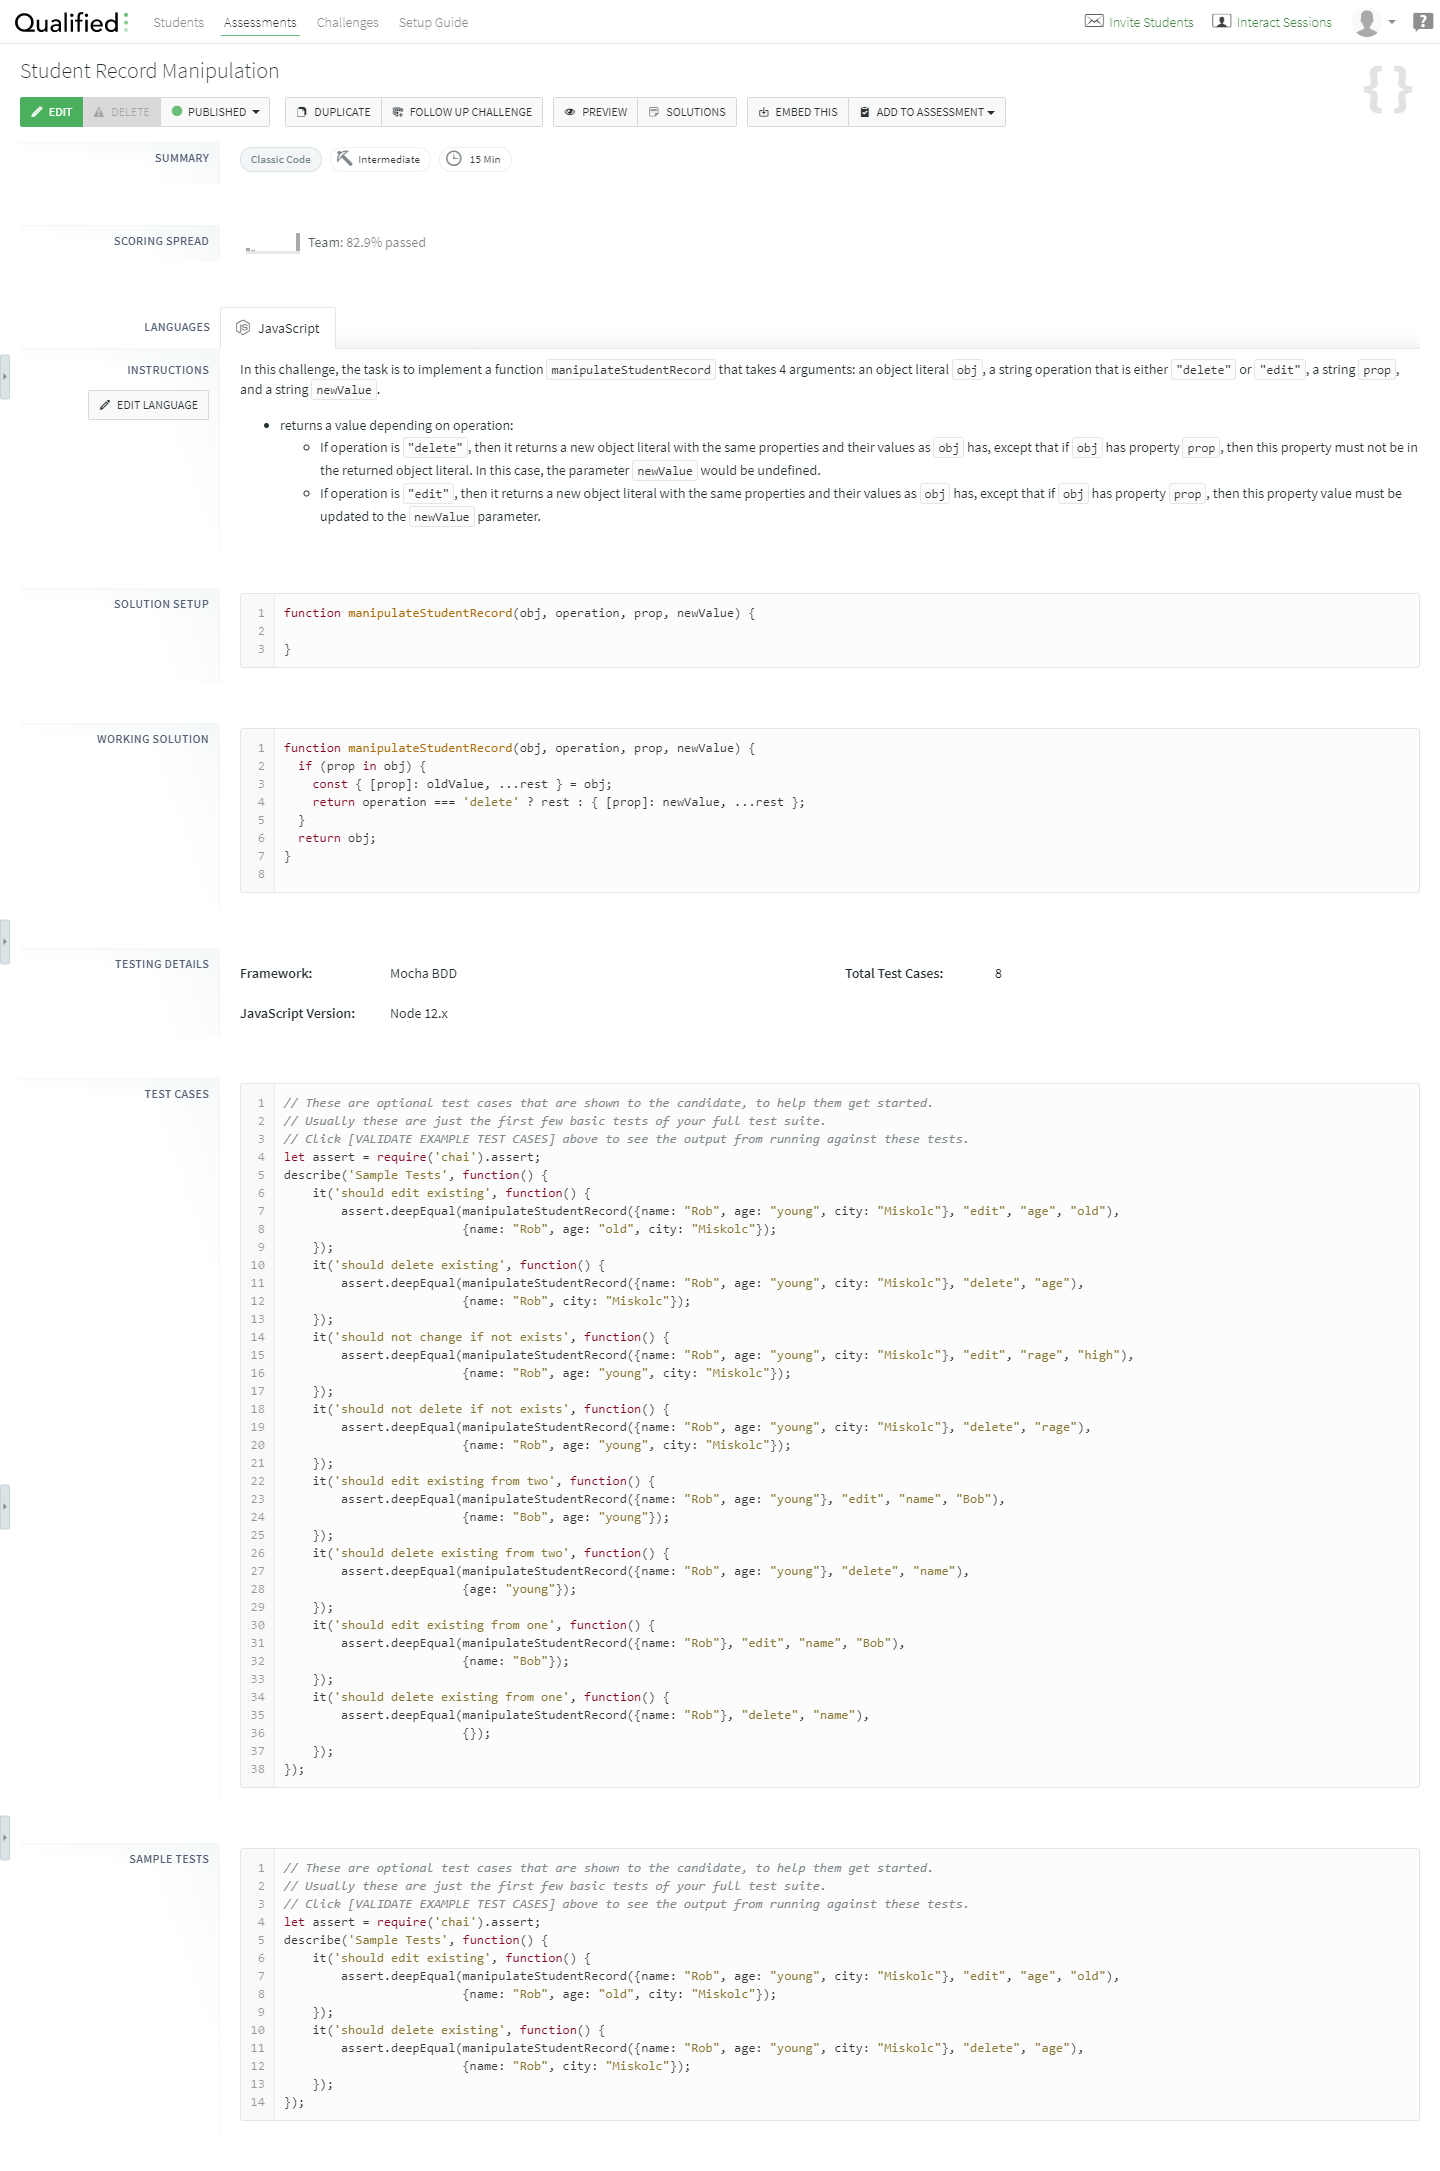 Qualified Students Assessments Challenges Setup Guide Invite Students Interact Sessions ?
Student Record Manipulation
{ }
EDIT DELETE PUBLISHED DUPLICATE FOLLOW UP CHALLENGE PREVIEW SOLUTIONS EMBED THIS ADD TO ASSESSMENT
SUMMARY Classic Code Intermediate 15 Min
SCORING SPREAD Team: 82.9% passed
LANGUAGES JavaScript
INSTRUCTIONS
EDIT LANGUAGE
In this challenge, the task is to implement a function manipulateStudentRecord that takes 4 arguments: an object literal obj, a string operation that is either "delete" or "edit", a string prop,
and a string newValue.
• returns a value depending on operation:
◦ If operation is "delete", then it returns a new object literal with the same properties and their values as obj has, except that if obj has property prop, then this property must not be in
the returned object literal. In this case, the parameter newValue would be undefined.
◦ If operation is "edit", then it returns a new object literal with the same properties and their values as obj has, except that if obj has property prop, then this property value must be
updated to the newValue parameter.
SOLUTION SETUP
1 function manipulateStudentRecord(obj, operation, prop, newValue) {
2
3 }
WORKING SOLUTION
1 function manipulateStudentRecord(obj, operation, prop, newValue) {
2   if (prop in obj) {
3     const { [prop]: oldValue, ...rest } = obj;
4     return operation === 'delete' ? rest : { [prop]: newValue, ...rest };
5   }
6   return obj;
7 }
8
TESTING DETAILS
Framework: Mocha BDD Total Test Cases: 8
JavaScript Version: Node 12.x
TEST CASES
1 // These are optional test cases that are shown to the candidate, to help them get started.
2 // Usually these are just the first few basic tests of your full test suite.
3 // Click [VALIDATE EXAMPLE TEST CASES] above to see the output from running against these tests.
4 let assert = require('chai').assert;
5 describe('Sample Tests', function() {
6     it('should edit existing', function() {
7         assert.deepEqual(manipulateStudentRecord({name: "Rob", age: "young", city: "Miskolc"}, "edit", "age", "old"),
8                          {name: "Rob", age: "old", city: "Miskolc"});
9     });
10     it('should delete existing', function() {
11         assert.deepEqual(manipulateStudentRecord({name: "Rob", age: "young", city: "Miskolc"}, "delete", "age"),
12                          {name: "Rob", city: "Miskolc"});
13     });
14     it('should not change if not exists', function() {
15         assert.deepEqual(manipulateStudentRecord({name: "Rob", age: "young", city: "Miskolc"}, "edit", "rage", "high"),
16                          {name: "Rob", age: "young", city: "Miskolc"});
17     });
18     it('should not delete if not exists', function() {
19         assert.deepEqual(manipulateStudentRecord({name: "Rob", age: "young", city: "Miskolc"}, "delete", "rage"),
20                          {name: "Rob", age: "young", city: "Miskolc"});
21     });
22     it('should edit existing from two', function() {
23         assert.deepEqual(manipulateStudentRecord({name: "Rob", age: "young"}, "edit", "name", "Bob"),
24                          {name: "Bob", age: "young"});
25     });
26     it('should delete existing from two', function() {
27         assert.deepEqual(manipulateStudentRecord({name: "Rob", age: "young"}, "delete", "name"),
28                          {age: "young"});
29     });
30     it('should edit existing from one', function() {
31         assert.deepEqual(manipulateStudentRecord({name: "Rob"}, "edit", "name", "Bob"),
32                          {name: "Bob"});
33     });
34     it('should delete existing from one', function() {
35         assert.deepEqual(manipulateStudentRecord({name: "Rob"}, "delete", "name"),
36                          {});
37     });
38 });
SAMPLE TESTS
1 // These are optional test cases that are shown to the candidate, to help them get started.
2 // Usually these are just the first few basic tests of your full test suite.
3 // Click [VALIDATE EXAMPLE TEST CASES] above to see the output from running against these tests.
4 let assert = require('chai').assert;
5 describe('Sample Tests', function() {
6     it('should edit existing', function() {
7         assert.deepEqual(manipulateStudentRecord({name: "Rob", age: "young", city: "Miskolc"}, "edit", "age", "old"),
8                          {name: "Rob", age: "old", city: "Miskolc"});
9     });
10     it('should delete existing', function() {
11         assert.deepEqual(manipulateStudentRecord({name: "Rob", age: "young", city: "Miskolc"}, "delete", "age"),
12                          {name: "Rob", city: "Miskolc"});
13     });
14 });